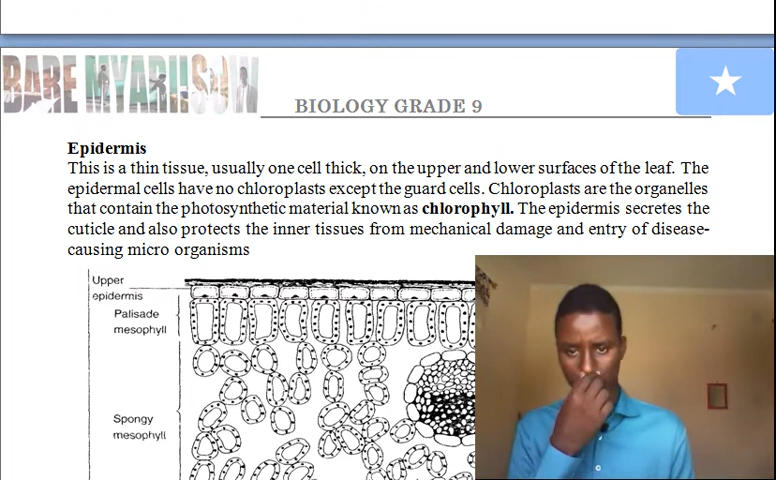 BARE MYARIISOW
BIOLOGY GRADE 9
Epidermis
This is a thin tissue, usually one cell thick, on the upper and lower surfaces of the leaf. The
epidermal cells have no chloroplasts except the guard cells. Chloroplasts are the organelles
that contain the photosynthetic material known as chlorophyll. The epidermis secretes the
cuticle and also protects the inner tissues from mechanical damage and entry of disease-
causing micro organisms
Upper
epidermis
Palisade
mesophyll
Spongy
mesophyll